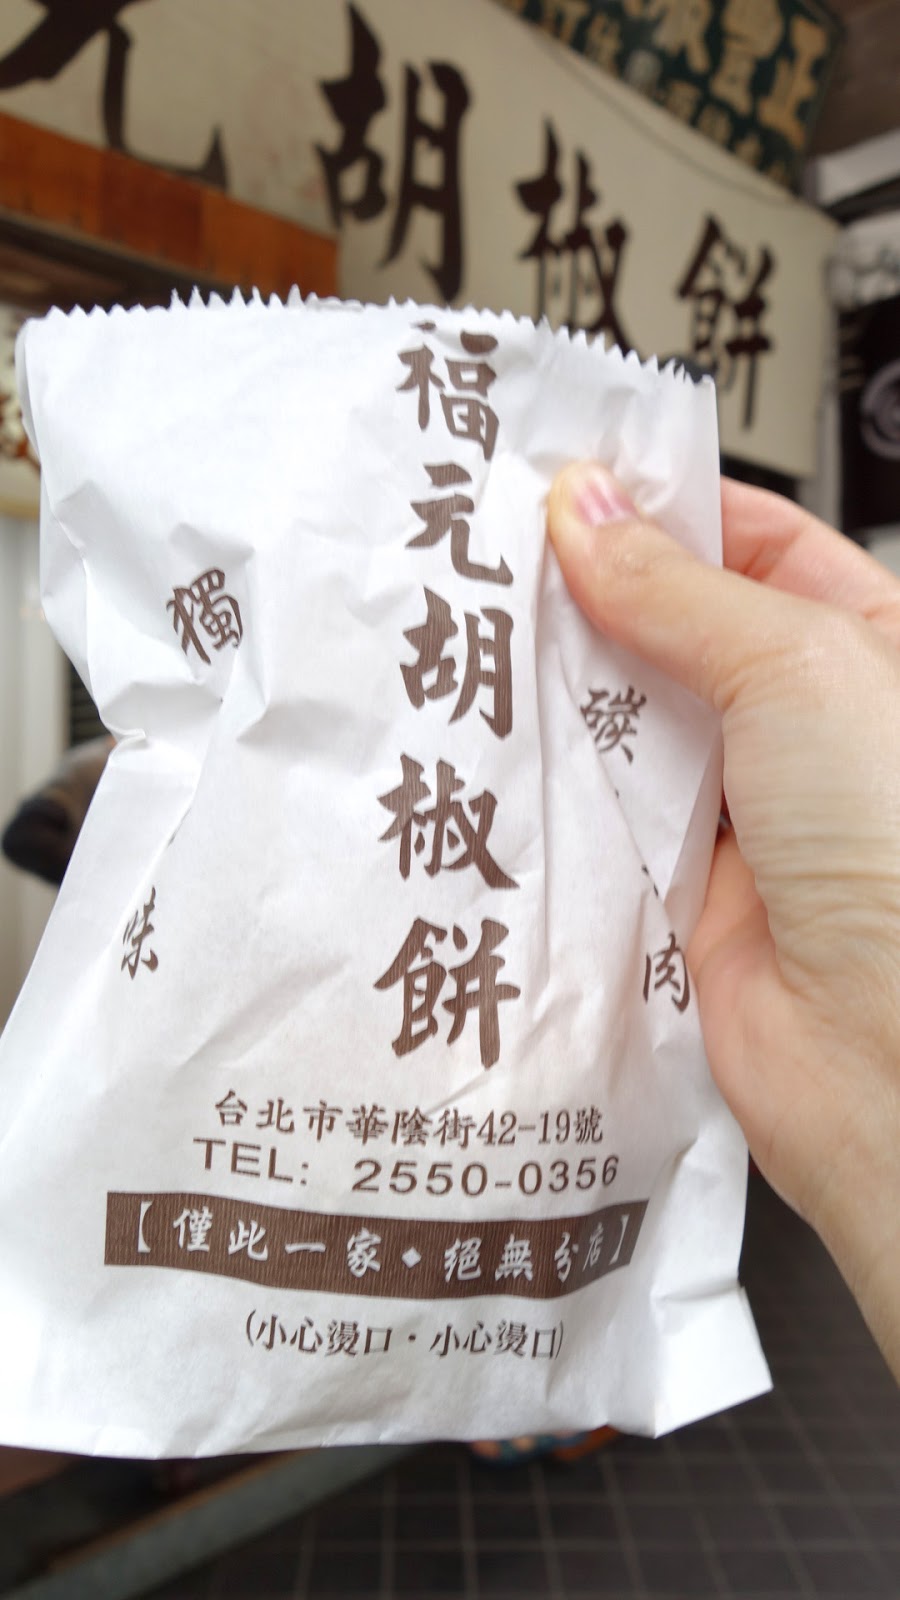 元胡椒餅
福元胡椒餅
獨
味
碳
肉
台北市華陰街42-19號
TEL: 2550-0356
【僅此一家◆絕無分店】
(小心燙口·小心燙口)